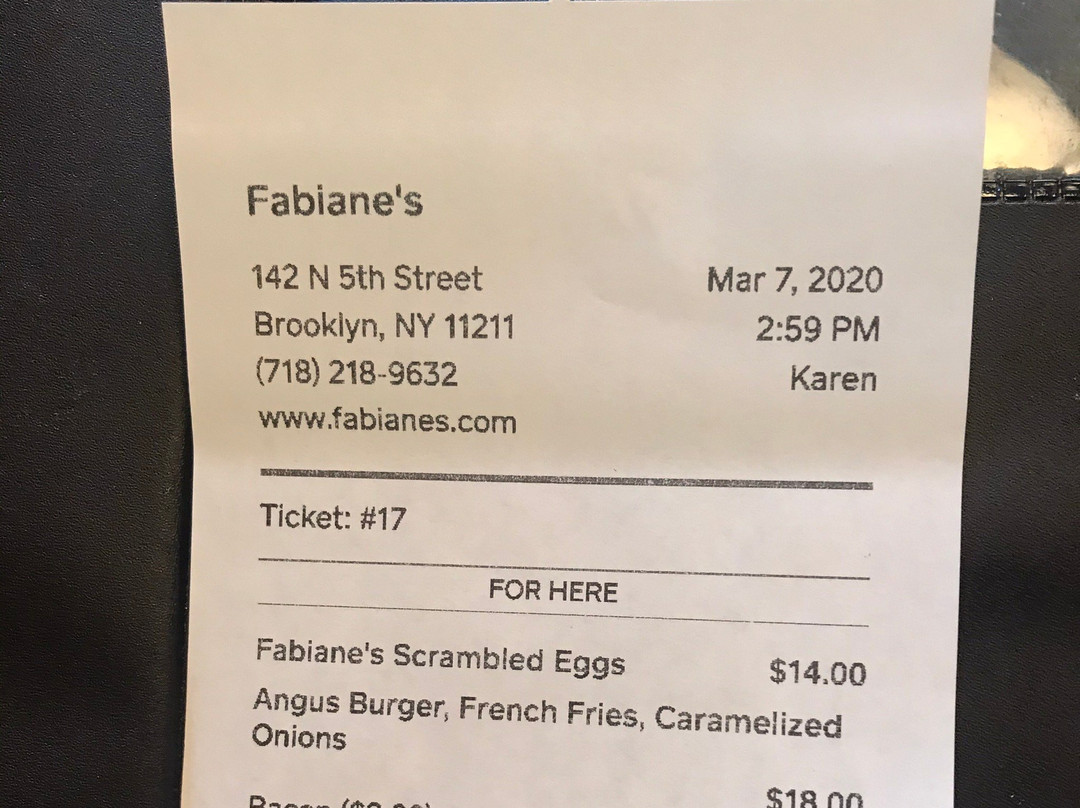 Fabiane's
142 N 5th Street Mar 7, 2020
Brooklyn, NY 11211 2:59 PM
(718) 218-9632 Karen
www.fabianes.com
Ticket: #17
FOR HERE
Fabiane's Scrambled Eggs $14.00
Angus Burger, French Fries, Caramelized
Onions
$18.00